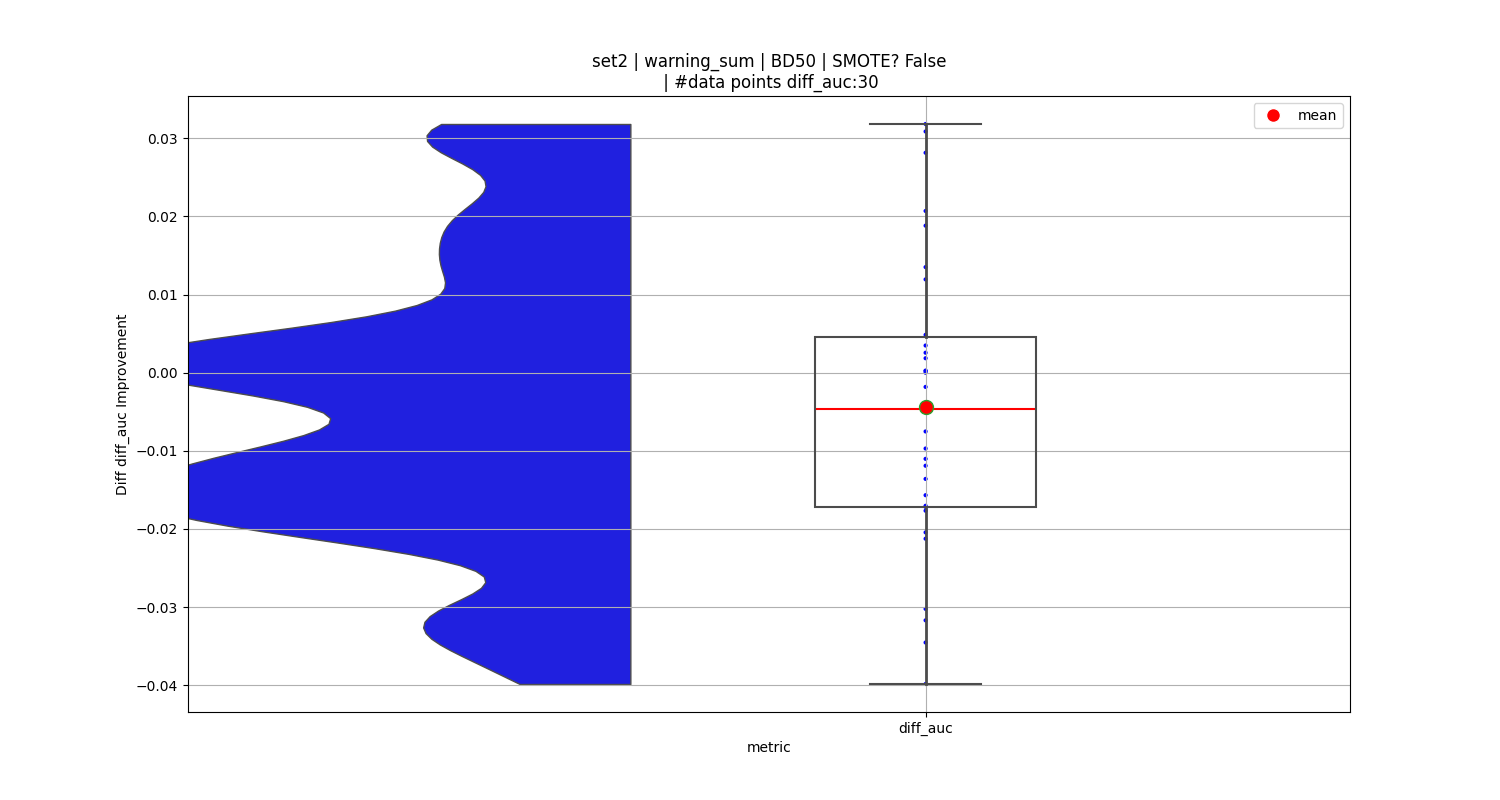 set2 | warning_sum | BD50 | SMOTE? False
| #data points diff_auc:30
mean
0.03
0.02
0.01
0.00
−0.01
−0.02
−0.03
−0.04
Diff diff_auc Improvement
diff_auc
metric